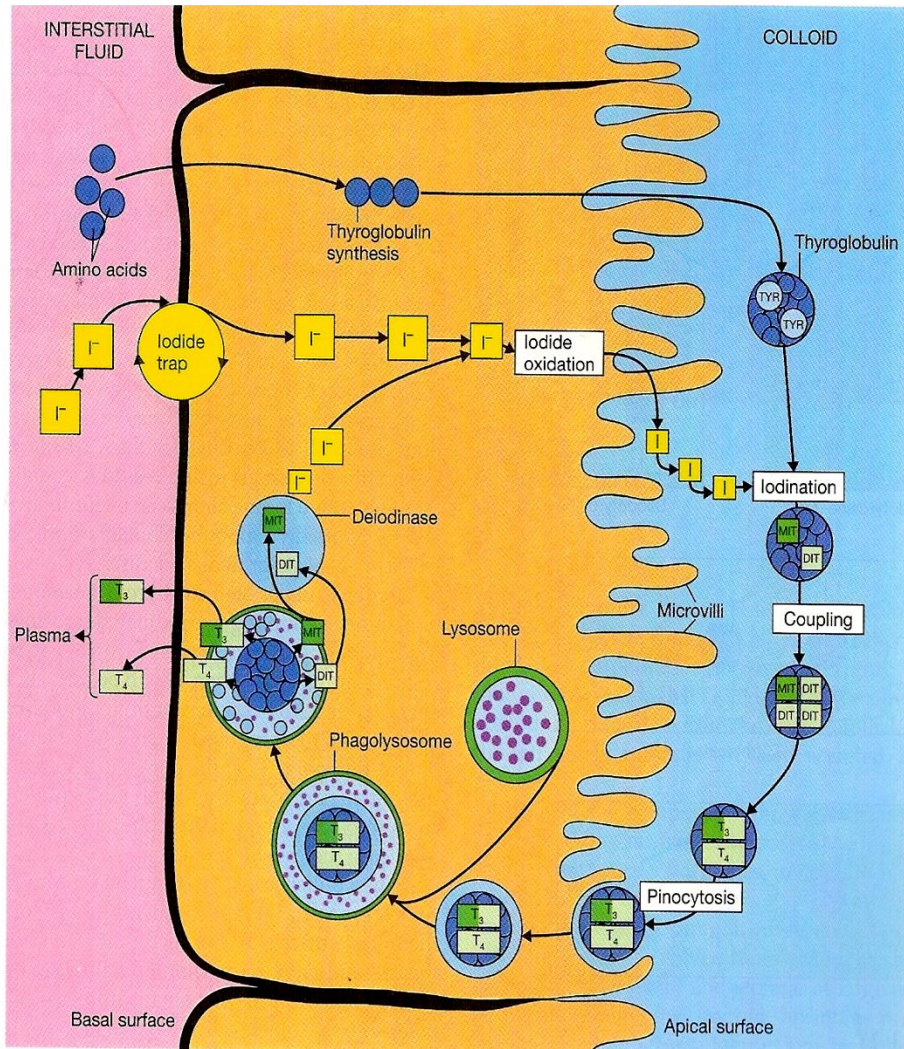 INTERSTITIAL
FLUID
COLLOID
Amino acids
Thyroglobulin
synthesis
Thyroglobulin
TYR
TYR
I⁻
I⁻
Iodide
trap
I⁻
I⁻
I⁻
Iodide
oxidation
I⁻
I⁻
I
I
I
Iodination
MIT
DIT
Deiodinase
MIT
DIT
Microvilli
Coupling
Plasma
T₃
T₄
T₃
T₄
MIT
DIT
Lysosome
MIT
DIT
DIT
DIT
Phagolysosome
T₃
T₄
T₃
T₄
Pinocytosis
T₃
T₄
T₃
T₄
Basal surface
Apical surface